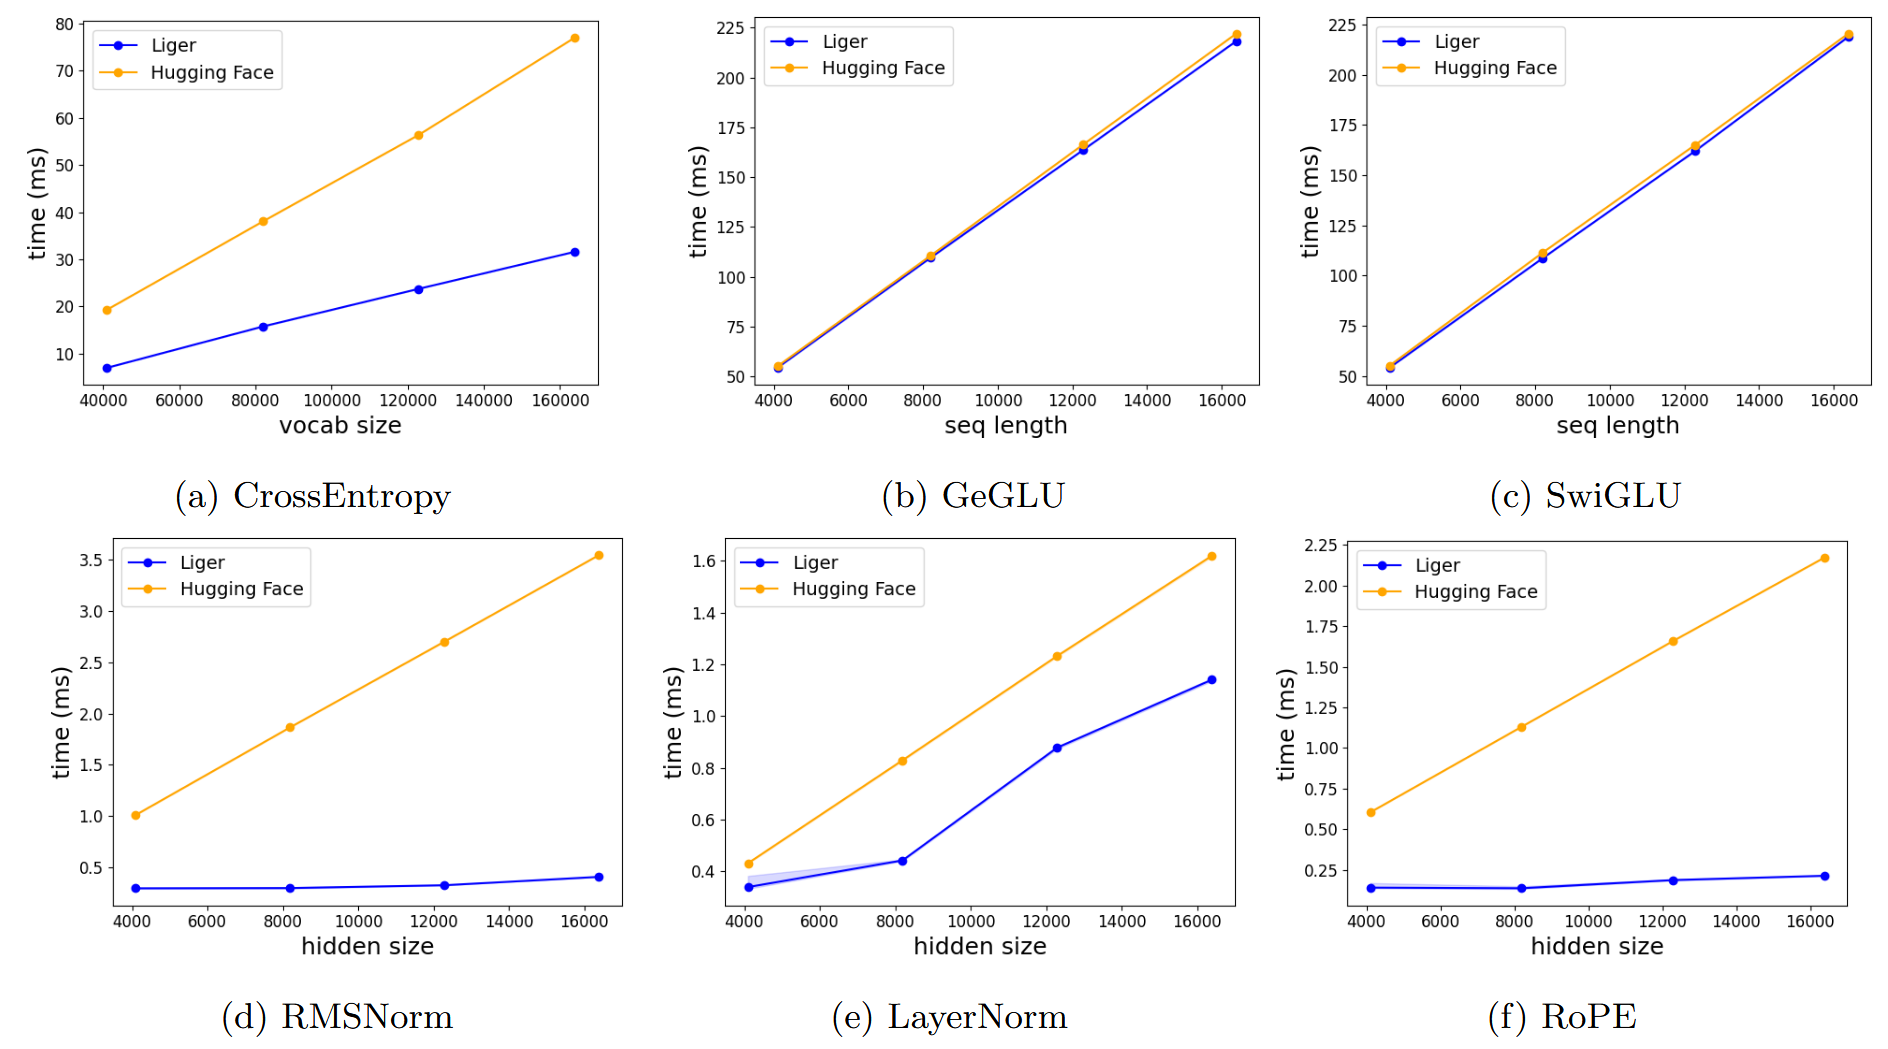 80
70
60
50
40
30
20
10
time (ms)
Liger
Hugging Face
40000 60000 80000 100000 120000 140000 160000
vocab size
(a) CrossEntropy
225
200
175
150
125
100
75
50
time (ms)
Liger
Hugging Face
4000 6000 8000 10000 12000 14000 16000
seq length
(b) GeGLU
225
200
175
150
125
100
75
50
time (ms)
Liger
Hugging Face
4000 6000 8000 10000 12000 14000 16000
seq length
(c) SwiGLU
3.5
3.0
2.5
2.0
1.5
1.0
0.5
time (ms)
Liger
Hugging Face
4000 6000 8000 10000 12000 14000 16000
hidden size
(d) RMSNorm
1.6
1.4
1.2
1.0
0.8
0.6
0.4
time (ms)
Liger
Hugging Face
4000 6000 8000 10000 12000 14000 16000
hidden size
(e) LayerNorm
2.25
2.00
1.75
1.50
1.25
1.00
0.75
0.50
0.25
time (ms)
Liger
Hugging Face
4000 6000 8000 10000 12000 14000 16000
hidden size
(f) RoPE